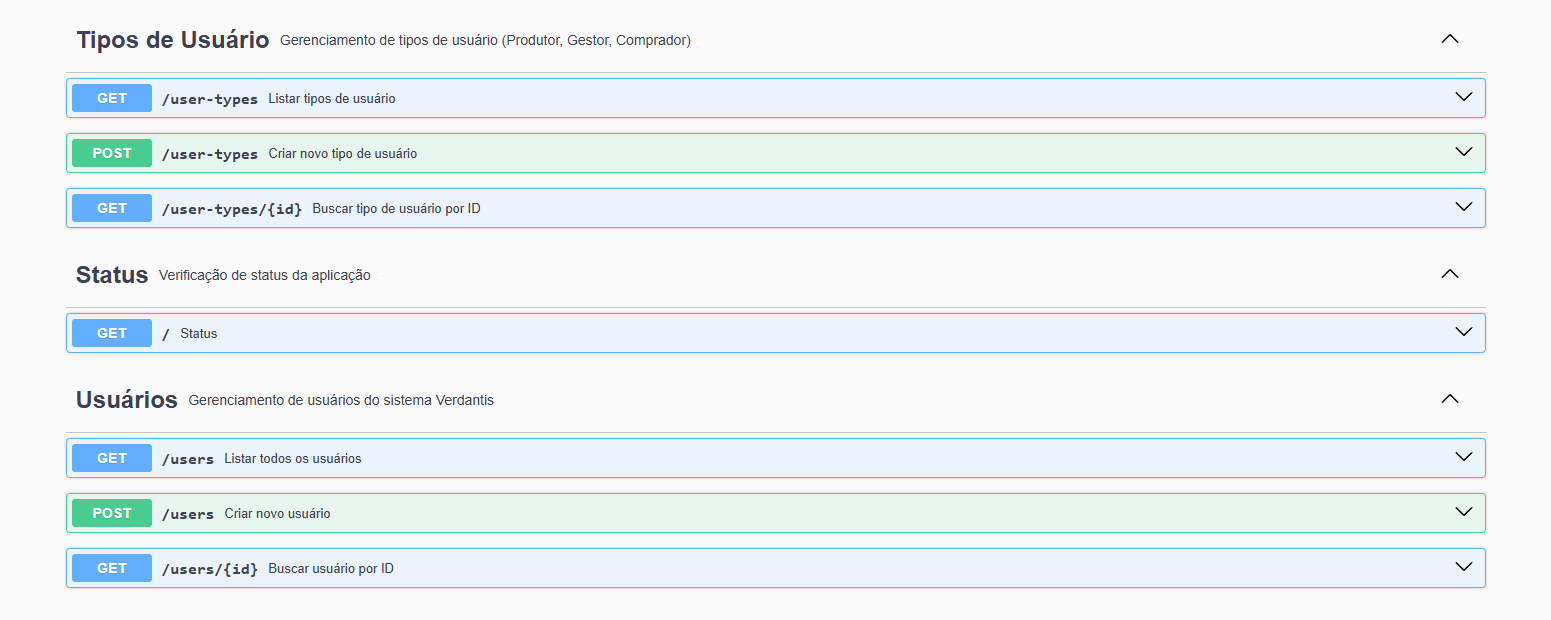 Tipos de Usuário Gerenciamento de tipos de usuário (Produtor, Gestor, Comprador)
GET /user-types Listar tipos de usuário
POST /user-types Criar novo tipo de usuário
GET /user-types/{id} Buscar tipo de usuário por ID
Status Verificação de status da aplicação
GET / Status
Usuários Gerenciamento de usuários do sistema Verdantis
GET /users Listar todos os usuários
POST /users Criar novo usuário
GET /users/{id} Buscar usuário por ID